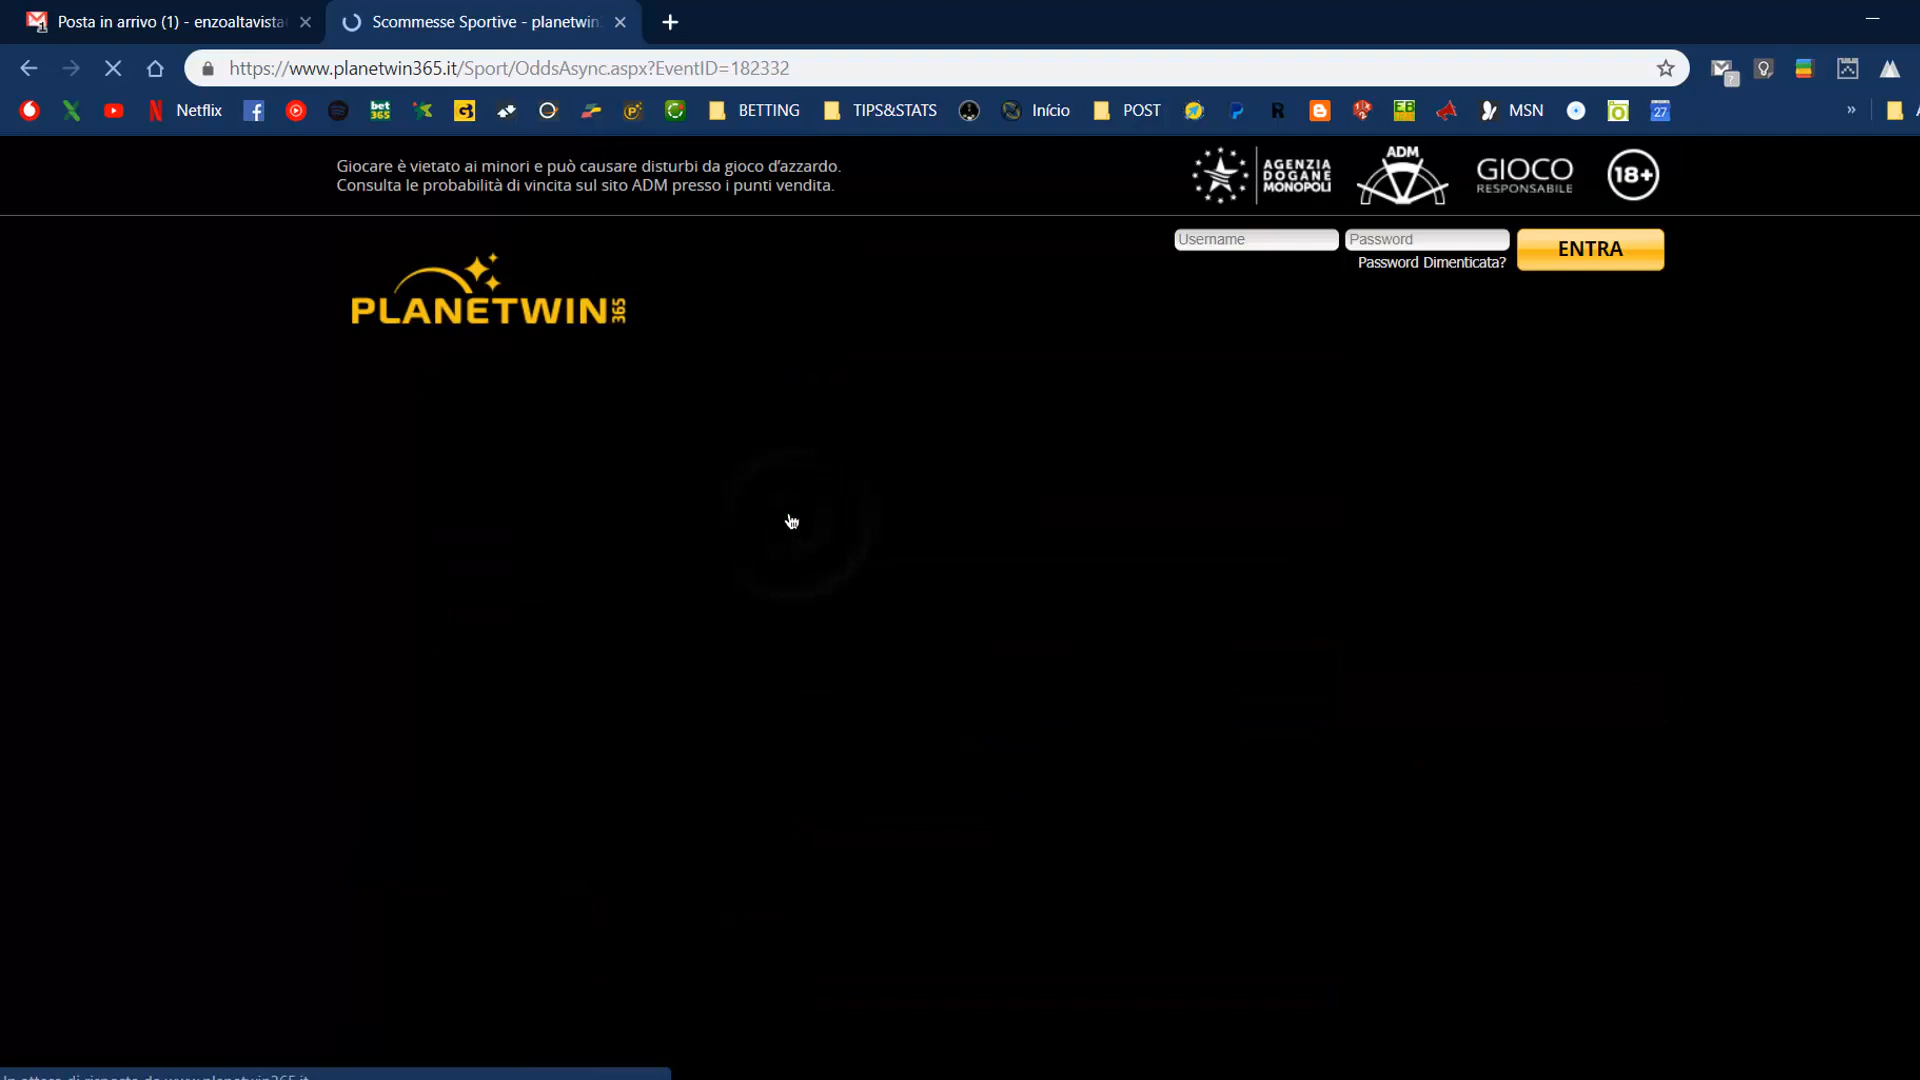 Posta in arrivo (1) - enzoaltavista
Scommesse Sportive - planetwin
https://www.planetwin365.it/Sport/OddsAsync.aspx?EventID=182332
Netflix
bet365
BETTING
TIPS&STATS
Início
POST
EB
MSN
27
Giocare è vietato ai minori e può causare disturbi da gioco d'azzardo.
Consulta le probabilità di vincita sul sito ADM presso i punti vendita.
AGENZIA
DOGANE
MONOPOLI
ADM
GIOCO
RESPONSABILE
18+
Username
Password
ENTRA
Password Dimenticata?
PLANETWIN365